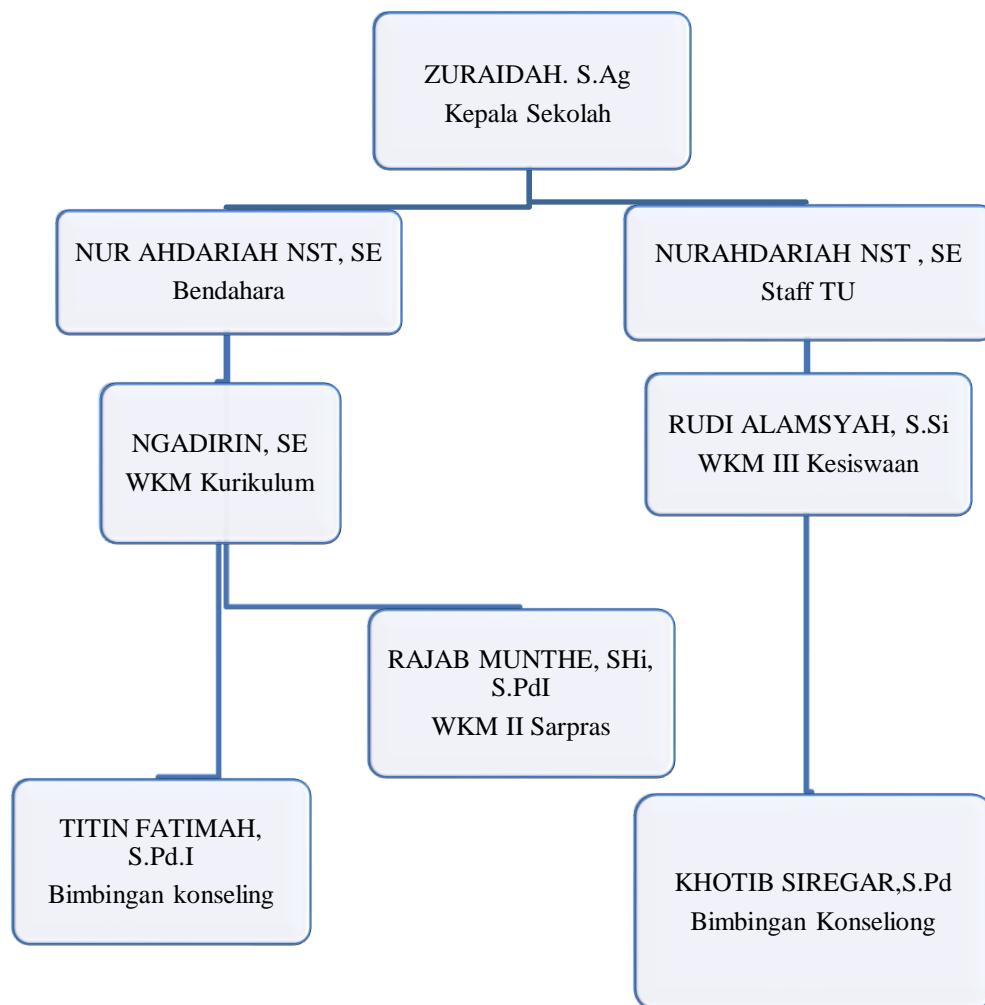 ZURAIDAH. S.Ag
Kepala Sekolah
NUR AHDARIAH NST, SE
Bendahara
NURAHDARIAH NST , SE
Staff TU
NGADIRIN, SE
WKM Kurikulum
RUDI ALAMSYAH, S.Si
WKM III Kesiswaan
RAJAB MUNTHE, SHi,
S.PdI
WKM II Sarpras
TITIN FATIMAH,
S.Pd.I
Bimbingan konseling
KHOTIB SIREGAR,S.Pd
Bimbingan Konseliong